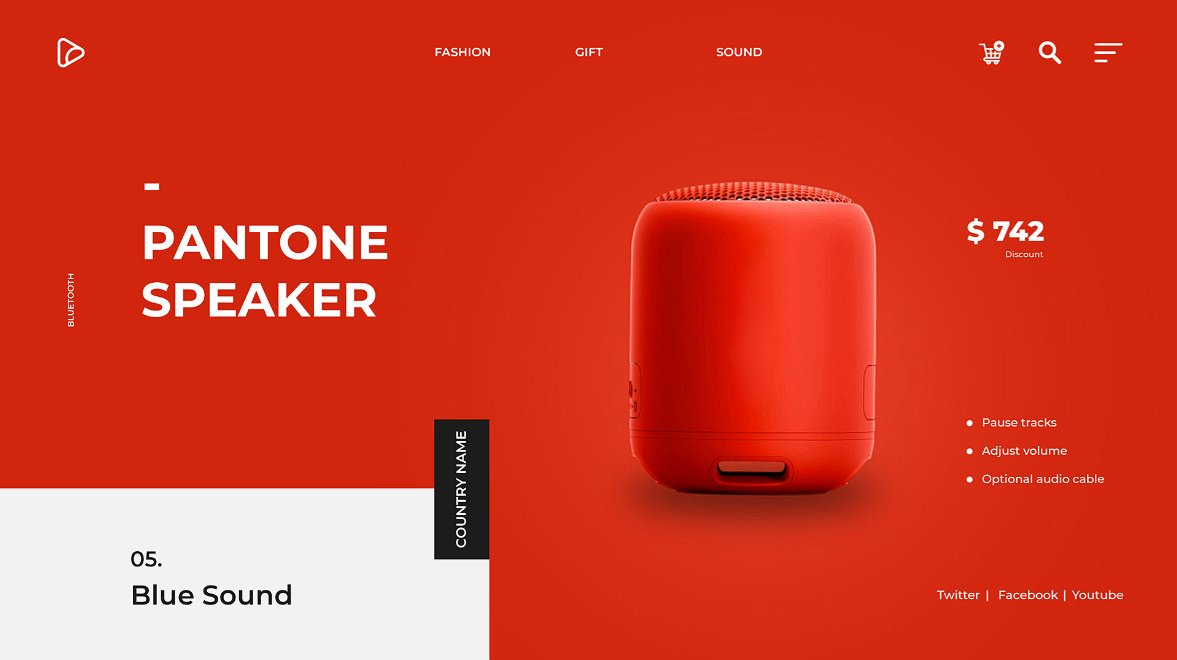 FASHION
GIFT
SOUND
PANTONE
SPEAKER
BLUETOOTH
$ 742
Discount
COUNTRY NAME
Pause tracks
Adjust volume
Optional audio cable
05.
Blue Sound
Twitter | Facebook | Youtube